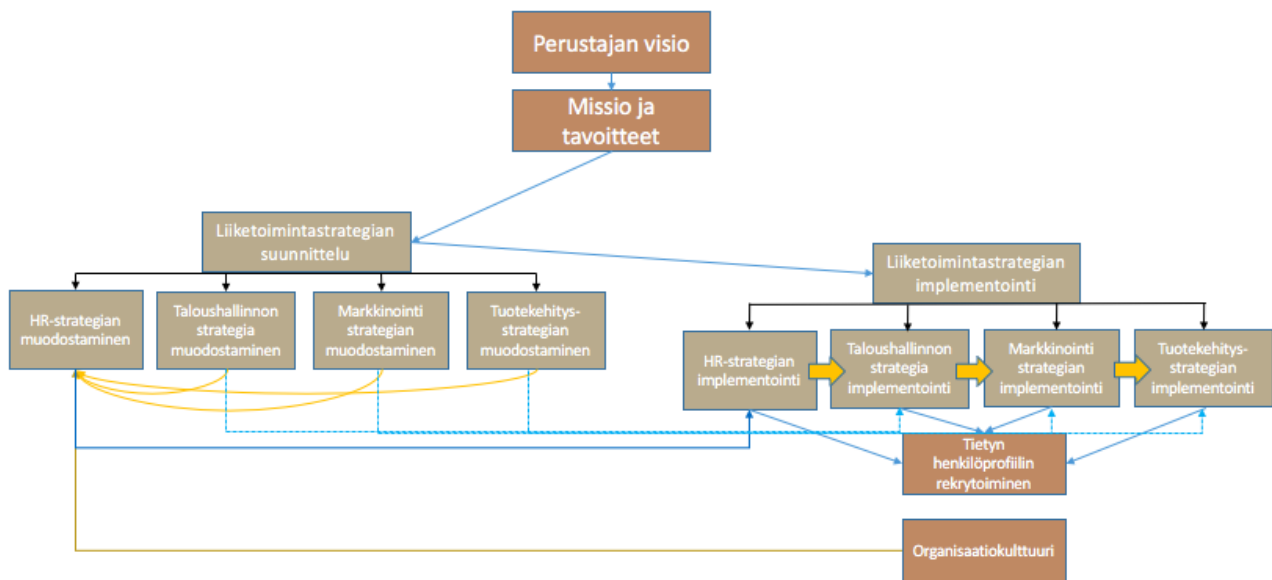 Perustajan visio
Missio ja
tavoitteet
Liiketoimintastrategian
suunnittelu
Liiketoimintastrategian
implementointi
HR-strategian
muodostaminen
Taloushallinnon
strategia
muodostaminen
Markkinointi
strategian
muodostaminen
Tuotekehitys-
strategian
muodostaminen
HR-strategian
implementointi
Taloushallinnon
strategia
implementointi
Markkinointi
strategian
implementointi
Tuotekehitys-
strategian
implementointi
Tietyn
henkilöprofiilin
rekrytoiminen
Organisaatiokulttuuri